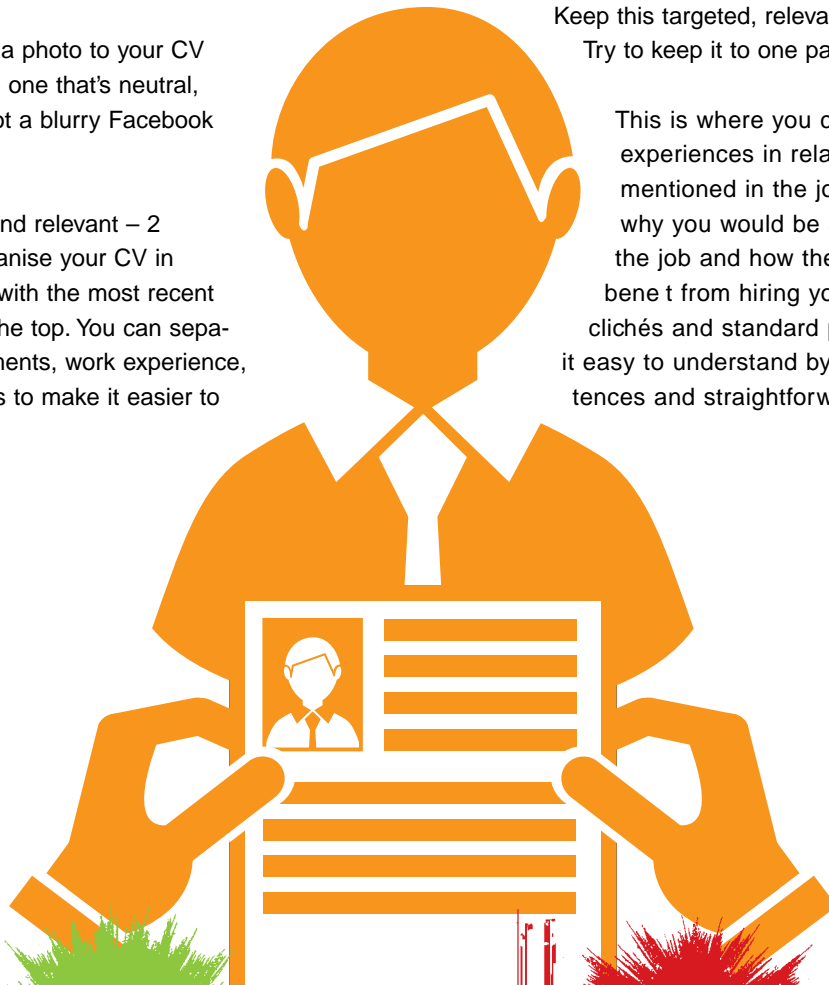 a photo to your CV
one that's neutral,
ot a blurry Facebook
nd relevant – 2
anise your CV in
with the most recent
he top. You can sepa-
nents, work experience,
s to make it easier to
Keep this targeted, releva
Try to keep it to one pa
This is where you c
experiences in rela
mentioned in the jo
why you would be a
the job and how the
bene t from hiring yo
clichés and standard p
it easy to understand by
tences and straightforw